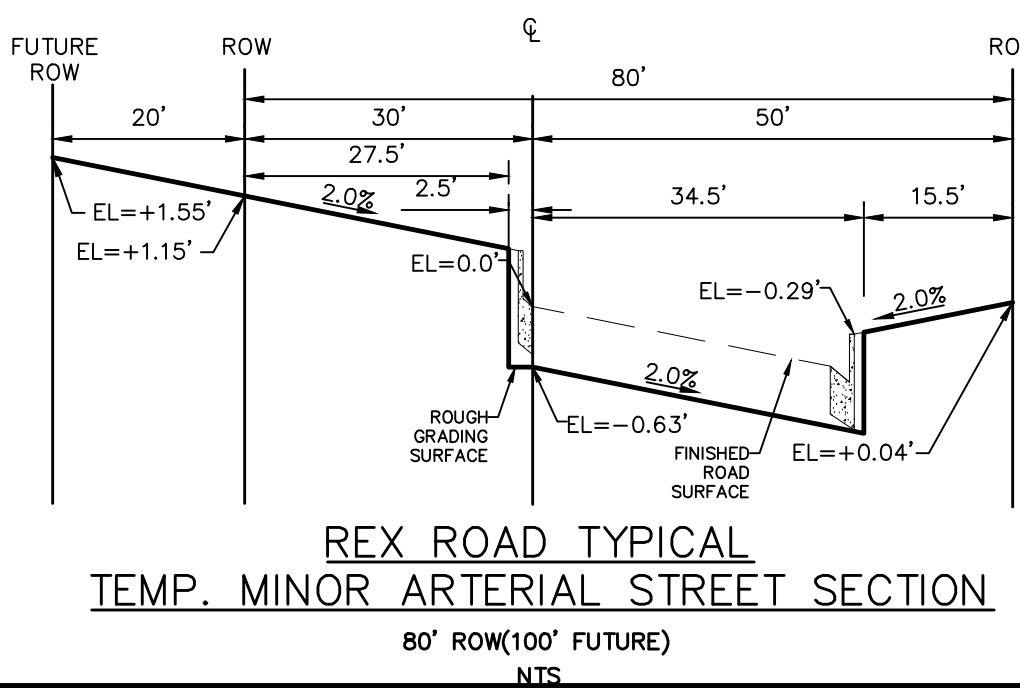 ℄
FUTURE
ROW
ROW
RO
80'
20'
30'
50'
27.5'
2.5'
2.0%
34.5'
15.5'
EL=+1.55'
EL=+1.15'
EL=0.0'
EL=-0.29'
2.0%
2.0%
ROUGH
GRADING
SURFACE
EL=-0.63'
FINISHED
ROAD
SURFACE
EL=+0.04'
REX ROAD TYPICAL
TEMP. MINOR ARTERIAL STREET SECTION
80' ROW(100' FUTURE)
NTS